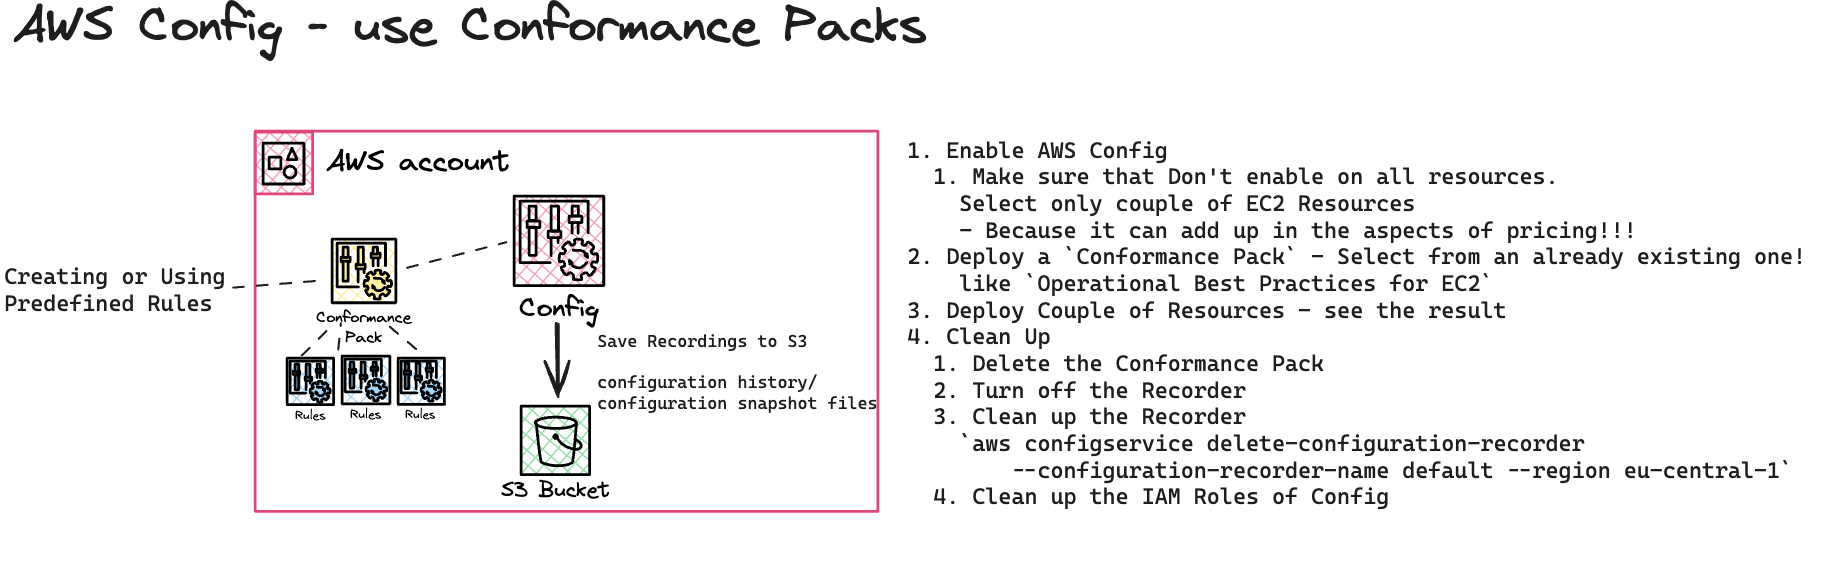 AWS Config - use Conformance Packs
AWS account
Creating or Using
Predefined Rules
Conformance
Pack
Rules
Rules
Rules
Config
Save Recordings to S3
configuration history/
configuration snapshot files
S3 Bucket
1. Enable AWS Config
1. Make sure that Don't enable on all resources.
Select only couple of EC2 Resources
- Because it can add up in the aspects of pricing!!!
2. Deploy a `Conformance Pack` - Select from an already existing one!
like `Operational Best Practices for EC2`
3. Deploy Couple of Resources - see the result
4. Clean Up
1. Delete the Conformance Pack
2. Turn off the Recorder
3. Clean up the Recorder
`aws configservice delete-configuration-recorder
--configuration-recorder-name default --region eu-central-1`
4. Clean up the IAM Roles of Config